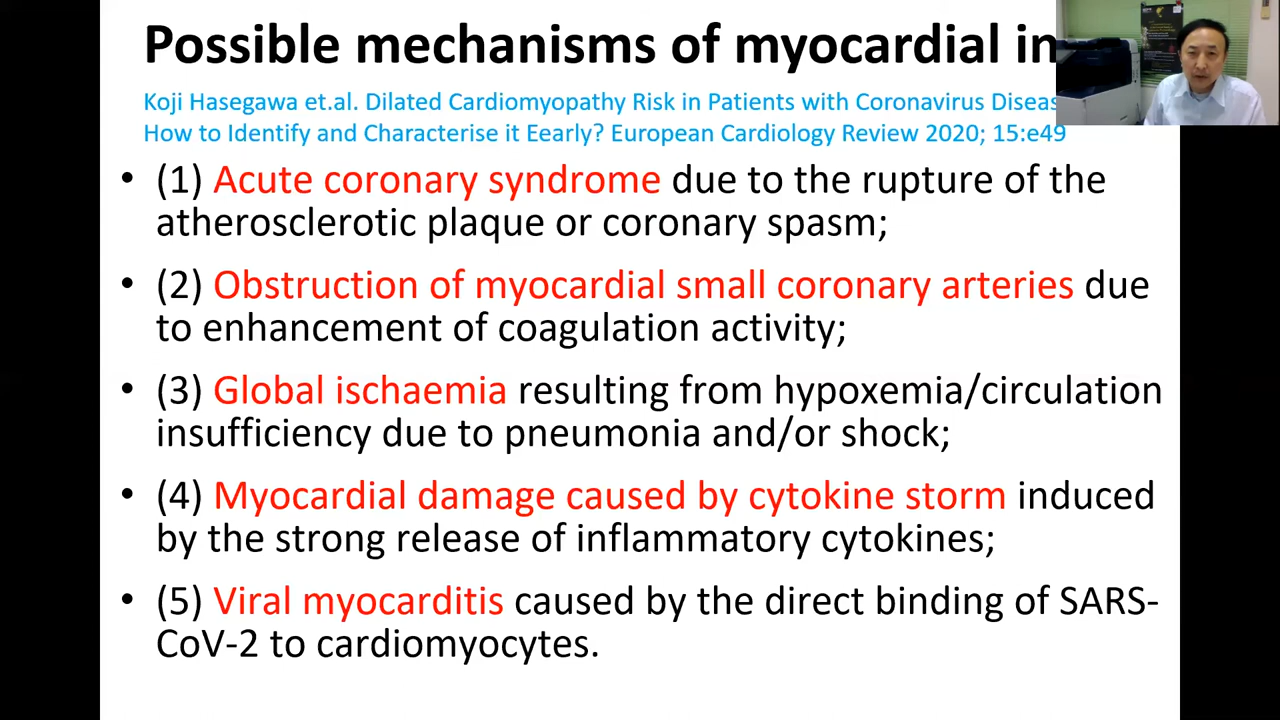 Possible mechanisms of myocardial in
Koji Hasegawa et.al. Dilated Cardiomyopathy Risk in Patients with Coronavirus Diseas
How to Identify and Characterise it Eearly? European Cardiology Review 2020; 15:e49
• (1) Acute coronary syndrome due to the rupture of the
atherosclerotic plaque or coronary spasm;
• (2) Obstruction of myocardial small coronary arteries due
to enhancement of coagulation activity;
• (3) Global ischaemia resulting from hypoxemia/circulation
insufficiency due to pneumonia and/or shock;
• (4) Myocardial damage caused by cytokine storm induced
by the strong release of inflammatory cytokines;
• (5) Viral myocarditis caused by the direct binding of SARS-
CoV-2 to cardiomyocytes.